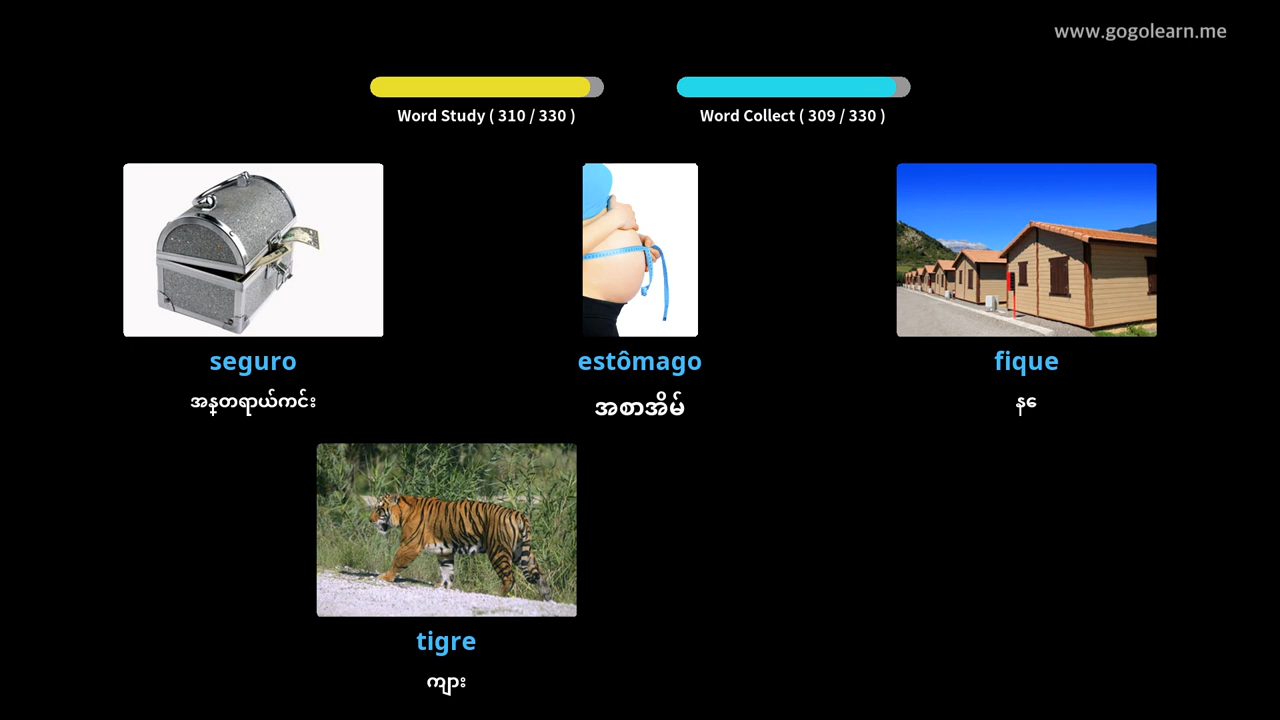 www.gogolearn.me
Word Study ( 310 / 330 )
Word Collect ( 309 / 330 )
seguro
estômago
fique
အန္တရာယ်ကင်း
အစာအိမ်
နေ
tigre
ကျား